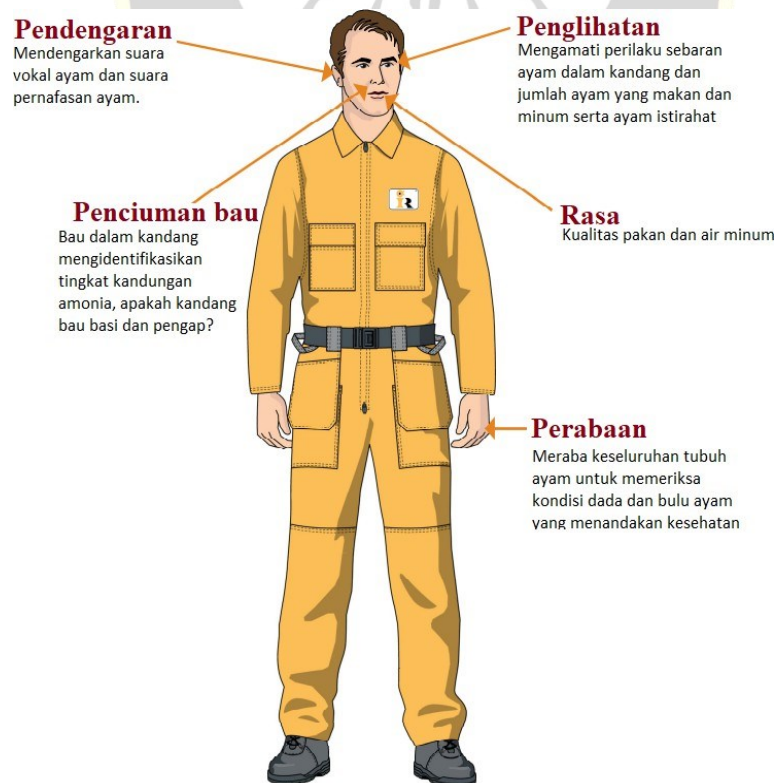 Pendengaran
Mendengarkan suara
vokal ayam dan suara
pernafasan ayam.
Penglihatan
Mengamati perilaku sebaran
ayam dalam kandang dan
jumlah ayam yang makan dan
minum serta ayam istirahat
Penciuman bau
Bau dalam kandang
mengidentifikasikan
tingkat kandungan
amonia, apakah kandang
bau basi dan pengap?
Rasa
Kualitas pakan dan air minum
Perabaan
Meraba keseluruhan tubuh
ayam untuk memeriksa
kondisi dada dan bulu ayam
yang menandakan kesehatan